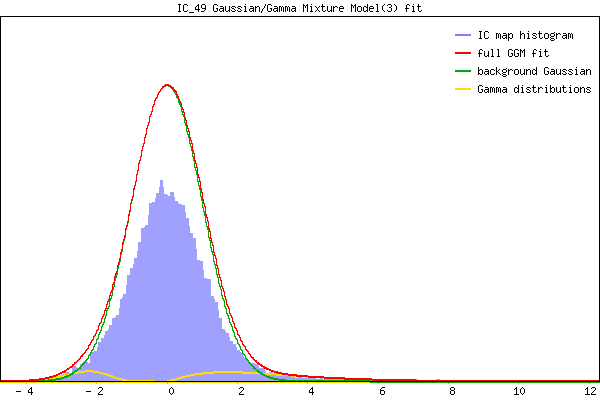 IC_49 Gaussian/Gamma Mixture Model(3) fit
IC map histogram
full GGM fit
background Gaussian
Gamma distributions
-4 -2 0 2 4 6 8 10 12